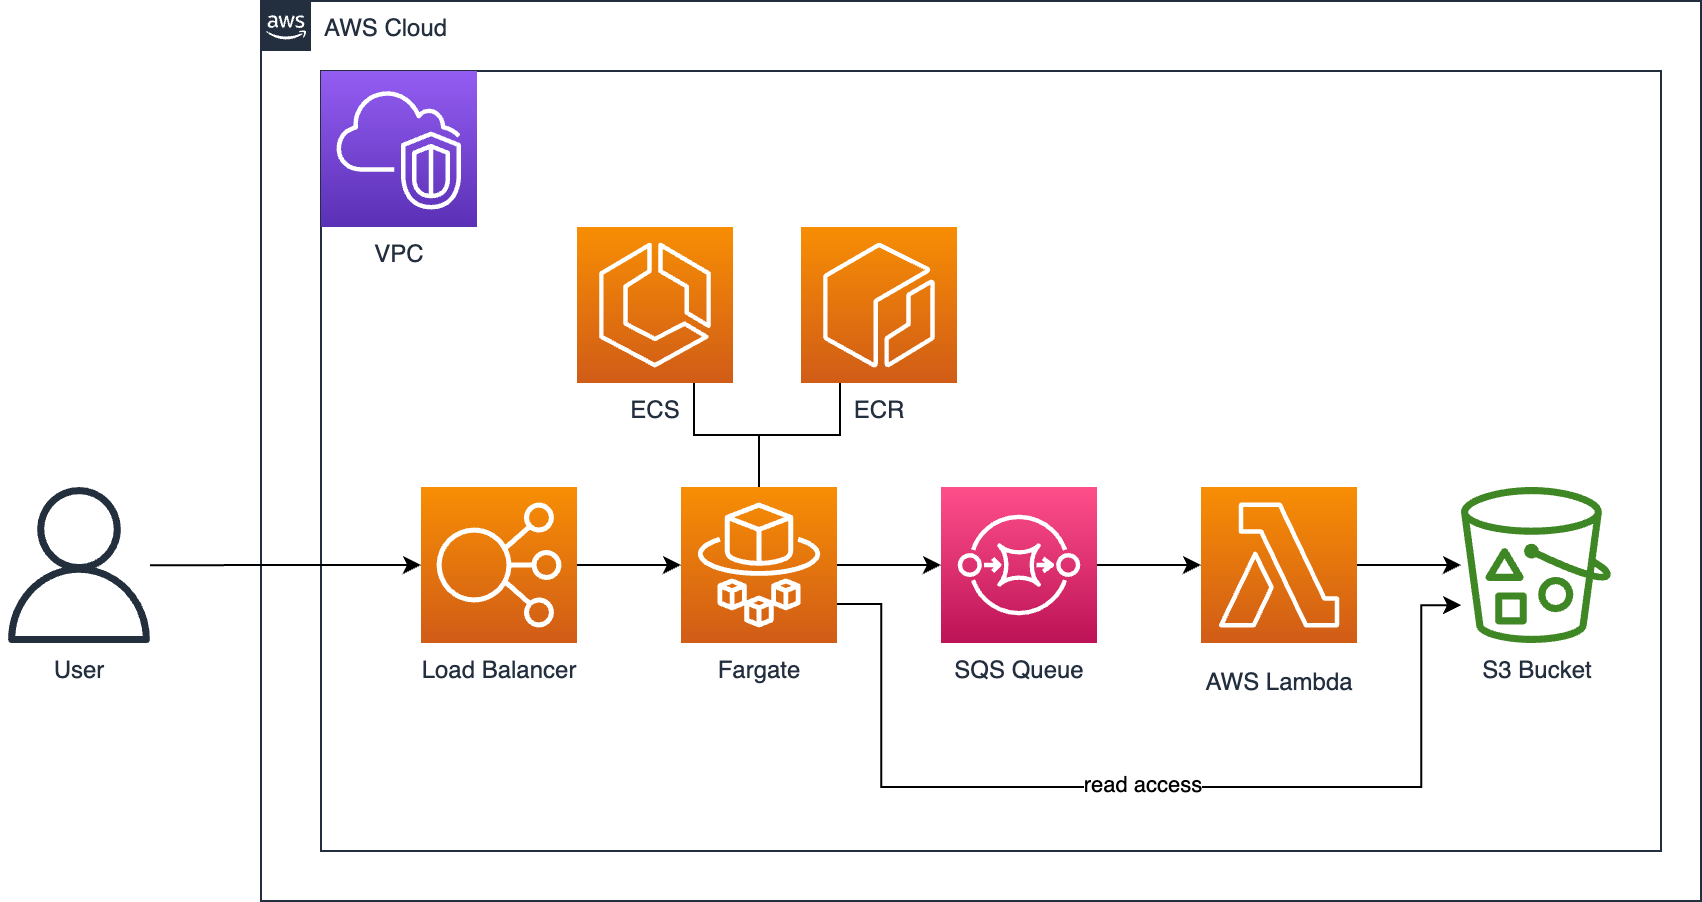 aws
AWS Cloud
VPC
ECS
ECR
User
Load Balancer
Fargate
SQS Queue
AWS Lambda
S3 Bucket
read access